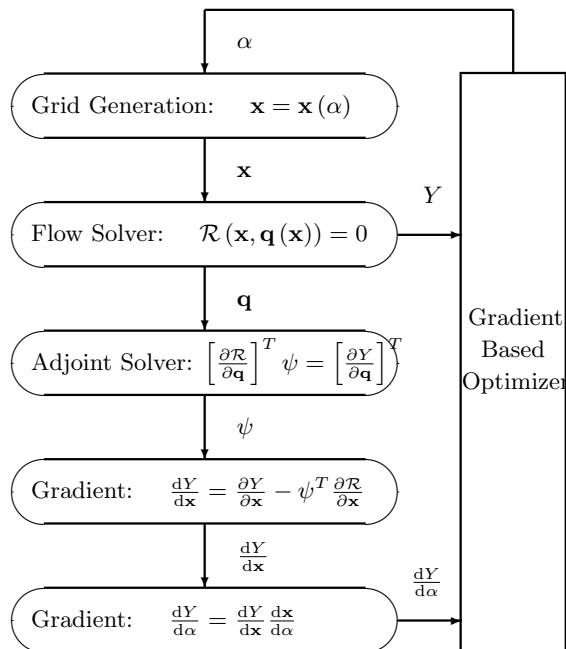 α
Grid Generation: 𝐱 = 𝐱 (α)
𝐱
Flow Solver: ℛ (𝐱, 𝐪 (𝐱)) = 0
Y
𝐪
Adjoint Solver: [∂ℛ/∂𝐪]^T ψ = [∂Y/∂𝐪]^T
ψ
Gradient: dY/d𝐱 = ∂Y/∂𝐱 − ψ^T ∂ℛ/∂𝐱
dY/d𝐱
Gradient: dY/dα = dY/d𝐱 d𝐱/dα
dY/dα
Gradient
Based
Optimizer